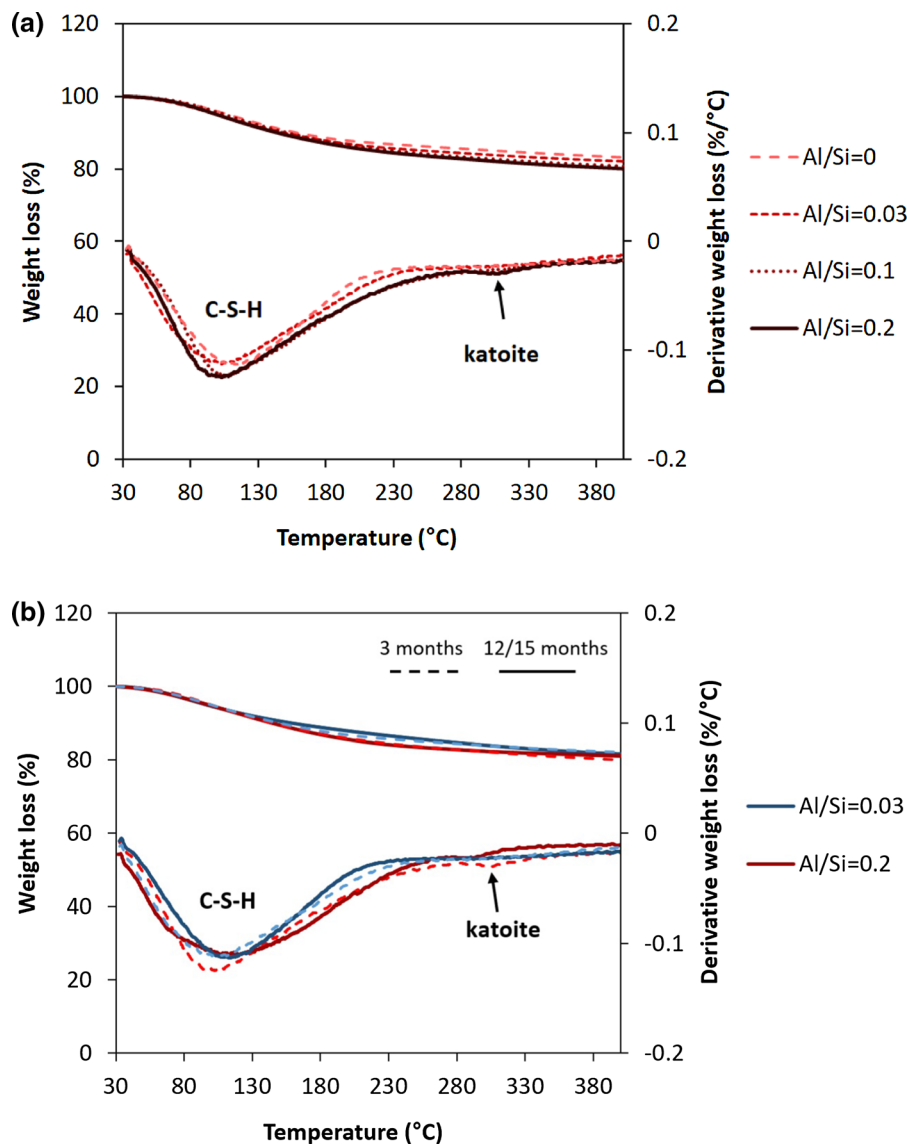 (a)
120
100
80
60
40
20
0
Weight loss (%)
0.2
0.1
0
-0.1
-0.2
Derivative weight loss (%/°C)
C-S-H
katoite
30 80 130 180 230 280 330 380
Temperature (°C)
Al/Si=0
Al/Si=0.03
Al/Si=0.1
Al/Si=0.2
(b)
120
100
80
60
40
20
0
Weight loss (%)
0.2
0.1
0
-0.1
-0.2
Derivative weight loss (%/°C)
3 months 12/15 months
C-S-H
katoite
30 80 130 180 230 280 330 380
Temperature (°C)
Al/Si=0.03
Al/Si=0.2